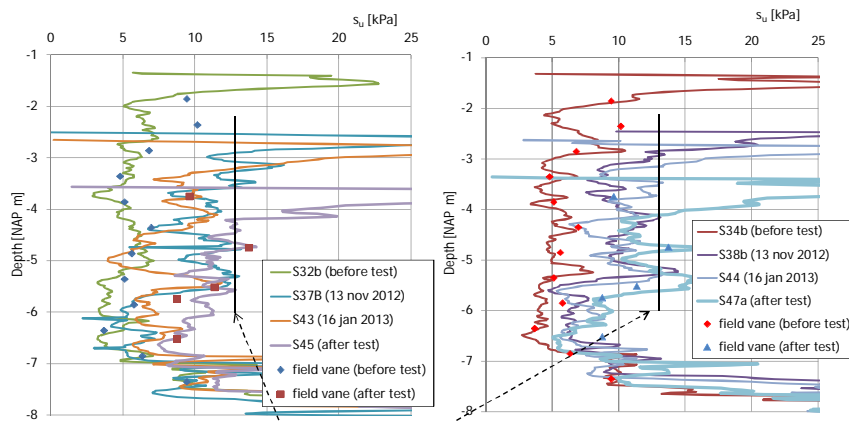 s_u [kPa]
0 5 10 15 20 25
-1
-2
-3
-4
-5
-6
-7
-8
Depth [NAP m]
S32b (before test)
S37B (13 nov 2012)
S43 (16 jan 2013)
S45 (after test)
field vane (before test)
field vane (after test)
s_u [kPa]
0 5 10 15 20 25
-1
-2
-3
-4
-5
-6
-7
-8
Depth [NAP m]
S34b (before test)
S38b (13 nov 2012)
S44 (16 jan 2013)
S47a (after test)
field vane (before test)
field vane (after test)